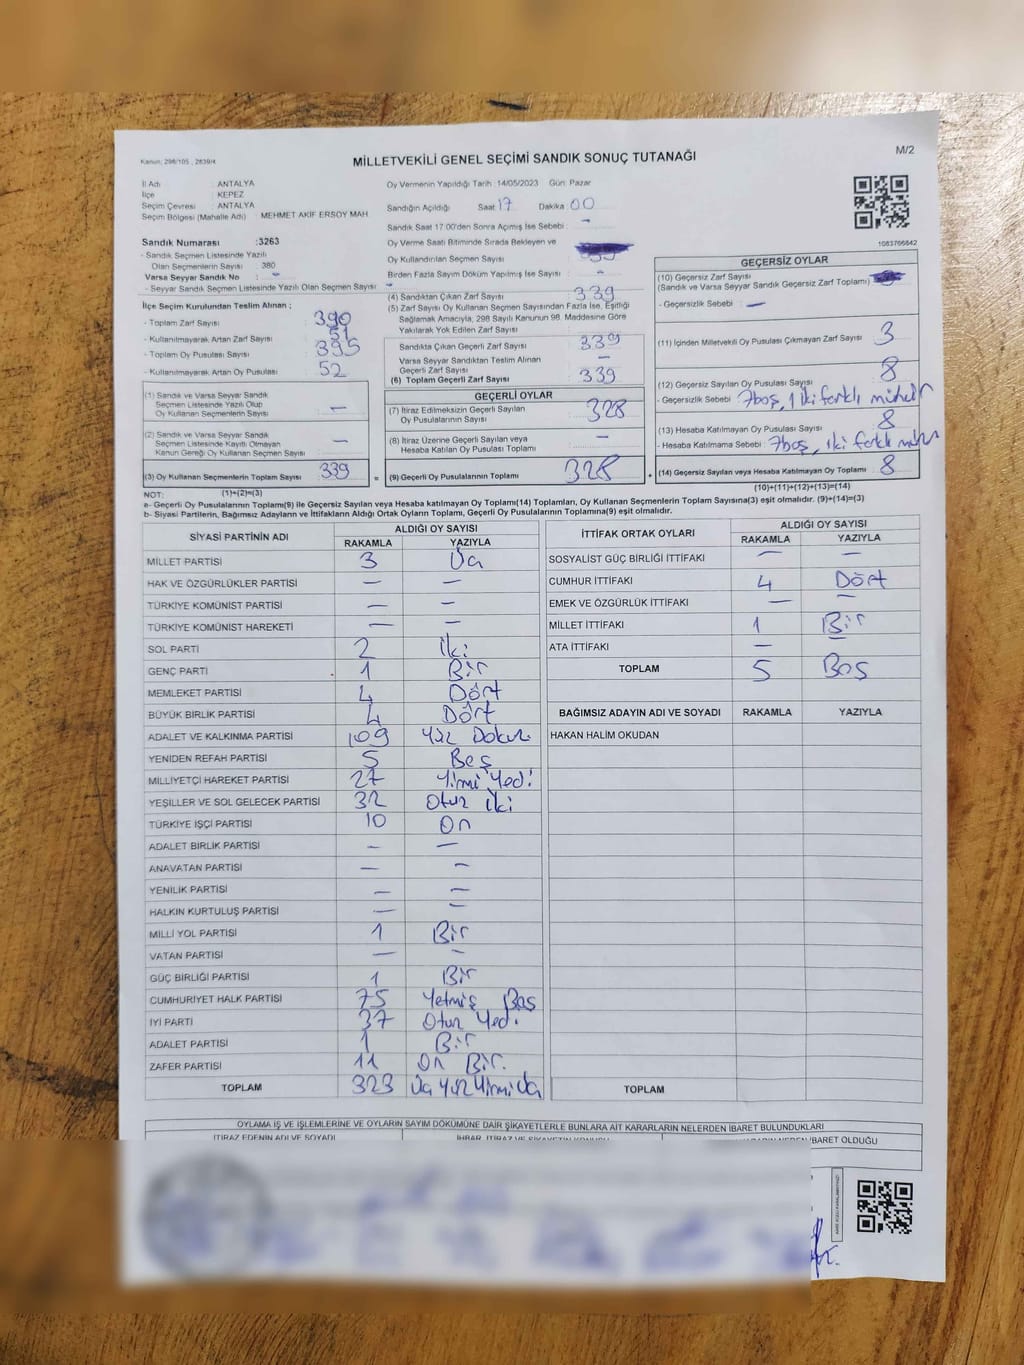 Kanun; 298/105 , 2839/4
MİLLETVEKİLİ GENEL SEÇİMİ SANDIK SONUÇ TUTANAĞI
M/2
İl Adı : ANTALYA
İlçe : KEPEZ
Seçim Çevresi : ANTALYA
Seçim Bölgesi (Mahalle Adı) MEHMET AKİF ERSOY MAH
Oy Vermenin Yapıldığı Tarih : 14/05/2023 Gün: Pazar
Sandığın Açıldığı Saat 17 Dakika 00
Sandık Saat 17:00'den Sonra Açımış İse Sebebi : -
Sandık Numarası :3263
- Sandık Seçmen Listesinde Yazılı
Olan Seçmenlerin Sayısı : 380
Varsa Seyyar Sandık No : -
- Seyyar Sandık Seçmen Listesinde Yazılı Olan Seçmen Sayısı -
Oy Verme Saati Bitiminde Sırada Bekleyen ve
Oy Kullandırılan Seçmen Sayısı
Birden Fazla Sayım Döküm Yapılmış İse Sayısı : -
1083766642
İlçe Seçim Kurulundan Teslim Alınan ;
- Toplam Zarf Sayısı : 390
- Kullanılmayarak Artan Zarf Sayısı : 51
- Toplam Oy Pusulası Sayısı : 395
- Kullanılmayarak Artan Oy Pusulası : 52
(1) Sandık ve Varsa Seyyar Sandık
Seçmen Listesinde Yazılı Olup
Oy Kullanan Seçmenlerin Sayısı —
(2) Sandık ve Varsa Seyyar Sandık
Seçmen Listesinde Kayıtlı Olmayan
Kanun Gereği Oy Kullanan Seçmen Sayısı —
(3) Oy Kullanan Seçmenlerin Toplam Sayısı 339
(1)+(2)=(3)
(4) Sandıktan Çıkan Zarf Sayısı : 339
(5) Zarf Sayısı Oy Kullanan Seçmen Sayısından Fazla İse, Eşitliği
Sağlamak Amacıyla; 298 Sayılı Kanunun 98. Maddesine Göre
Yakılarak Yok Edilen Zarf Sayısı :
Sandıkta Çıkan Geçerli Zarf Sayısı : 339
Varsa Seyyar Sandıktan Teslim Alınan
Geçerli Zarf Sayısı : —
(6) Toplam Geçerli Zarf Sayısı : 339
GEÇERLİ OYLAR
(7) İtiraz Edilmeksizin Geçerli Sayılan
Oy Pusulalarının Sayısı : 328
(8) İtiraz Üzerine Geçerli Sayılan veya
Hesaba Katılan Oy Pusulası Toplamı : —
= (9) Geçerli Oy Pusulalarının Toplamı 328 +
GEÇERSİZ OYLAR
(10) Geçersiz Zarf Sayısı
(Sandık ve Varsa Seyyar Sandık Geçersiz Zarf Toplamı)
- Geçersizlik Sebebi : —
(11) İçinden Milletvekili Oy Pusulası Çıkmayan Zarf Sayısı : 3
(12) Geçersiz Sayılan Oy Pusulası Sayısı : 8
- Geçersizlik Sebebi : 7boş, 1 iki farklı mühür
(13) Hesaba Katılmayan Oy Pusulası Sayısı : 8
- Hesaba Katılmama Sebebi : 7boş, iki farklı mühür
(14) Geçersiz Sayılan veya Hesaba Katılmayan Oy Toplamı 8
(10)+(11)+(12)+(13)=(14)
NOT:
a- Geçerli Oy Pusulalarının Toplamı(9) ile Geçersiz Sayılan veya Hesaba katılmayan Oy Toplamı(14) Toplamları, Oy Kullanan Seçmenlerin Toplam Sayısına(3) eşit olmalıdır. (9)+(14)=(3)
b- Siyasi Partilerin, Bağımsız Adayların ve İttifakların Aldığı Ortak Oyların Toplamı, Geçerli Oy Pusulalarının Toplamına(9) eşit olmalıdır.
SİYASİ PARTİNİN ADI ALDIĞI OY SAYISI
RAKAMLA YAZIYLA
MİLLET PARTİSİ 3 Üç
HAK VE ÖZGÜRLÜKLER PARTİSİ — —
TÜRKİYE KOMÜNİST PARTİSİ — —
TÜRKİYE KOMÜNİST HAREKETİ — —
SOL PARTİ 2 İki
GENÇ PARTİ 1 Bir
MEMLEKET PARTİSİ 4 Dört
BÜYÜK BİRLİK PARTİSİ 4 Dört
ADALET VE KALKINMA PARTİSİ 109 Yüz Dokuz
YENİDEN REFAH PARTİSİ 5 Beş
MİLLİYETÇİ HAREKET PARTİSİ 27 Yirmi Yedi
YEŞİLLER VE SOL GELECEK PARTİSİ 32 Otuz iki
TÜRKİYE İŞÇİ PARTİSİ 10 On
ADALET BİRLİK PARTİSİ — —
ANAVATAN PARTİSİ — —
YENİLİK PARTİSİ — —
HALKIN KURTULUŞ PARTİSİ — —
MİLLİ YOL PARTİSİ 1 Bir
VATAN PARTİSİ — —
GÜÇ BİRLİĞİ PARTİSİ 1 Bir
CUMHURİYET HALK PARTİSİ 75 Yetmiş Beş
İYİ PARTİ 37 Otuz Yedi
ADALET PARTİSİ 1 Bir
ZAFER PARTİSİ 11 On Bir.
TOPLAM 323 Üç Yüz Yirmi Üç
İTTİFAK ORTAK OYLARI ALDIĞI OY SAYISI
RAKAMLA YAZIYLA
SOSYALİST GÜÇ BİRLİĞİ İTTİFAKI — —
CUMHUR İTTİFAKI 4 Dört
EMEK VE ÖZGÜRLÜK İTTİFAKI — —
MİLLET İTTİFAKI 1 Bir
ATA İTTİFAKI — —
TOPLAM 5 Beş
BAĞIMSIZ ADAYIN ADI VE SOYADI RAKAMLA YAZIYLA
HAKAN HALİM OKUDAN
TOPLAM
OYLAMA İŞ VE İŞLEMLERİNE VE OYLARIN SAYIM DÖKÜMÜNE DAİR ŞİKAYETLERLE BUNLARA AİT KARARLARIN NELERDEN İBARET BULUNDUKLARI
İTİRAZ EDENİN ADI VE SOYADI
İBARET OLDUĞU